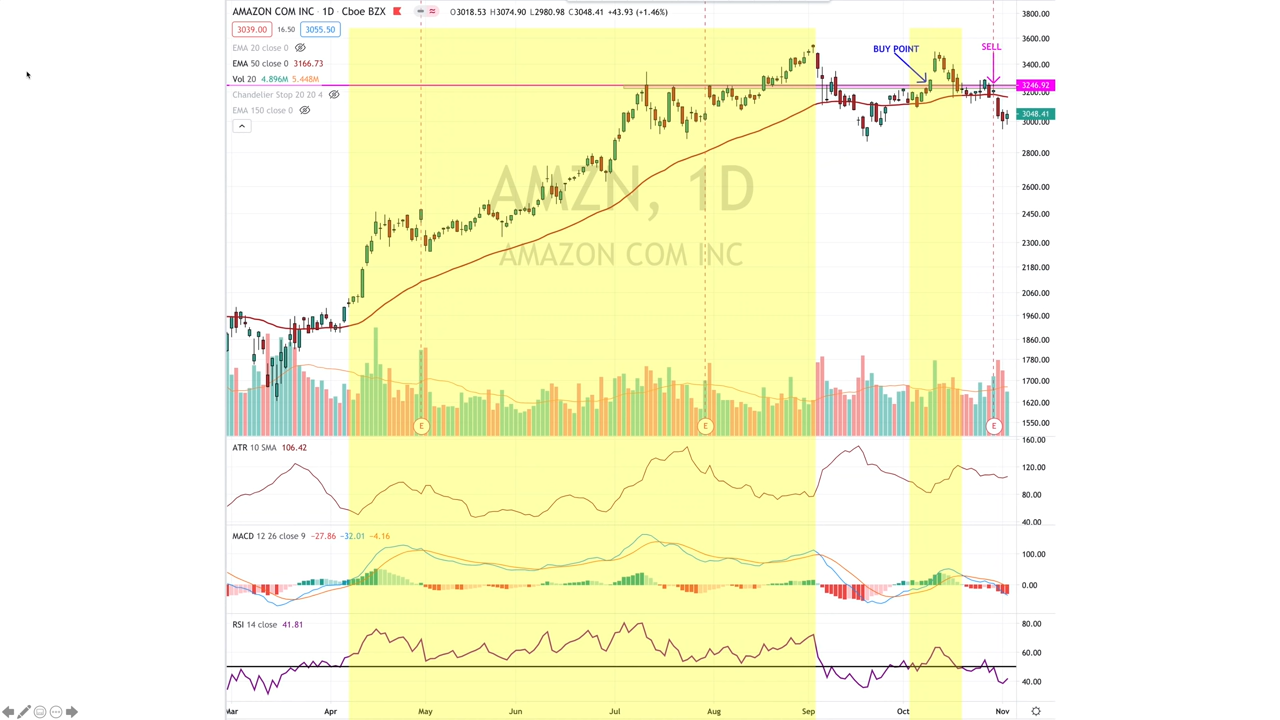 AMAZON COM INC · 1D · Cboe BZX O3018.53 H3074.90 L2980.98 C3048.41 +43.93 (+1.46%)
3039.00 16.50 3055.50
EMA 20 close 0
EMA 50 close 0 3166.73
Vol 20 4.896M 5.448M
Chandelier Stop 20 20 4
EMA 150 close 0
BUY POINT
SELL
AMZN, 1D
AMAZON COM INC
3800.00
3600.00
3400.00
3246.92
3200.00
3048.41
3000.00
2800.00
2600.00
2450.00
2300.00
2180.00
2060.00
1960.00
1860.00
1780.00
1700.00
1620.00
1550.00
E E E
ATR 10 SMA 106.42
160.00
120.00
80.00
40.00
MACD 12 26 close 9 −27.86 −32.01 −4.16
100.00
0.00
RSI 14 close 41.81
80.00
60.00
40.00
Mar Apr May Jun Jul Aug Sep Oct Nov